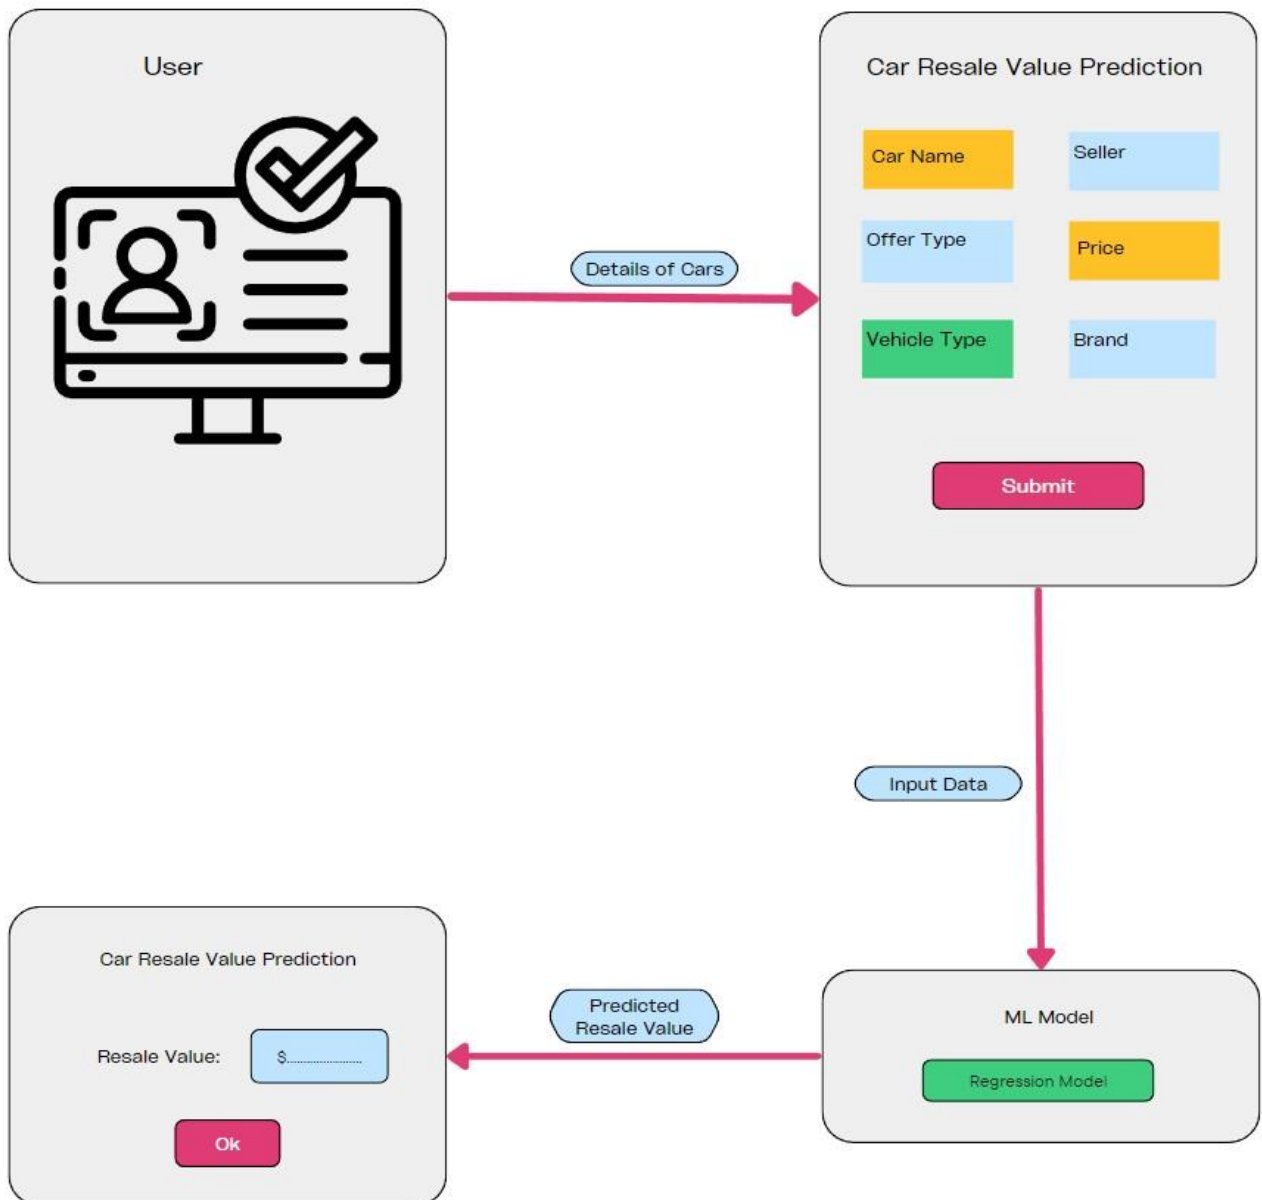 User
Details of Cars
Car Resale Value Prediction
Car Name
Seller
Offer Type
Price
Vehicle Type
Brand
Submit
Input Data
ML Model
Regression Model
Predicted
Resale Value
Car Resale Value Prediction
Resale Value:
$......................
Ok